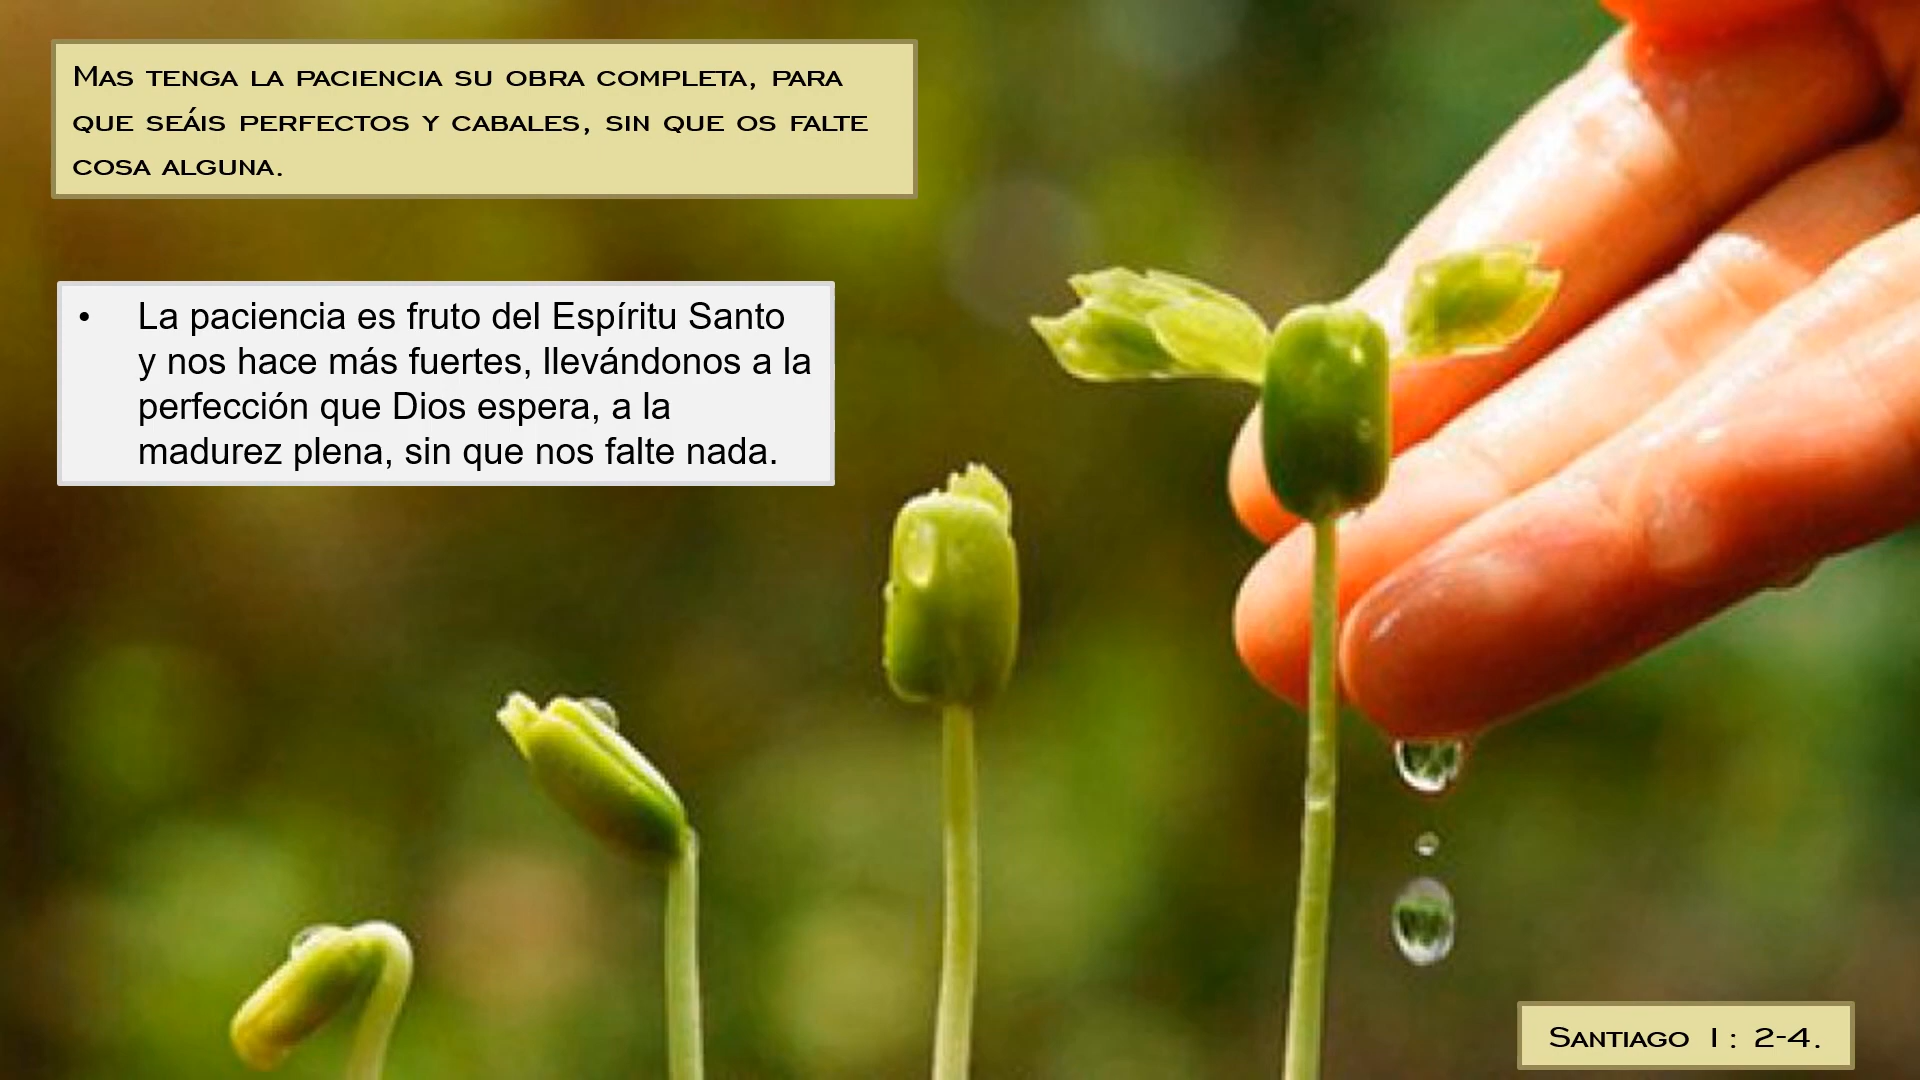 Mas tenga la paciencia su obra completa, para
que seáis perfectos y cabales, sin que os falte
cosa alguna.
• La paciencia es fruto del Espíritu Santo
y nos hace más fuertes, llevándonos a la
perfección que Dios espera, a la
madurez plena, sin que nos falte nada.
Santiago 1: 2-4.